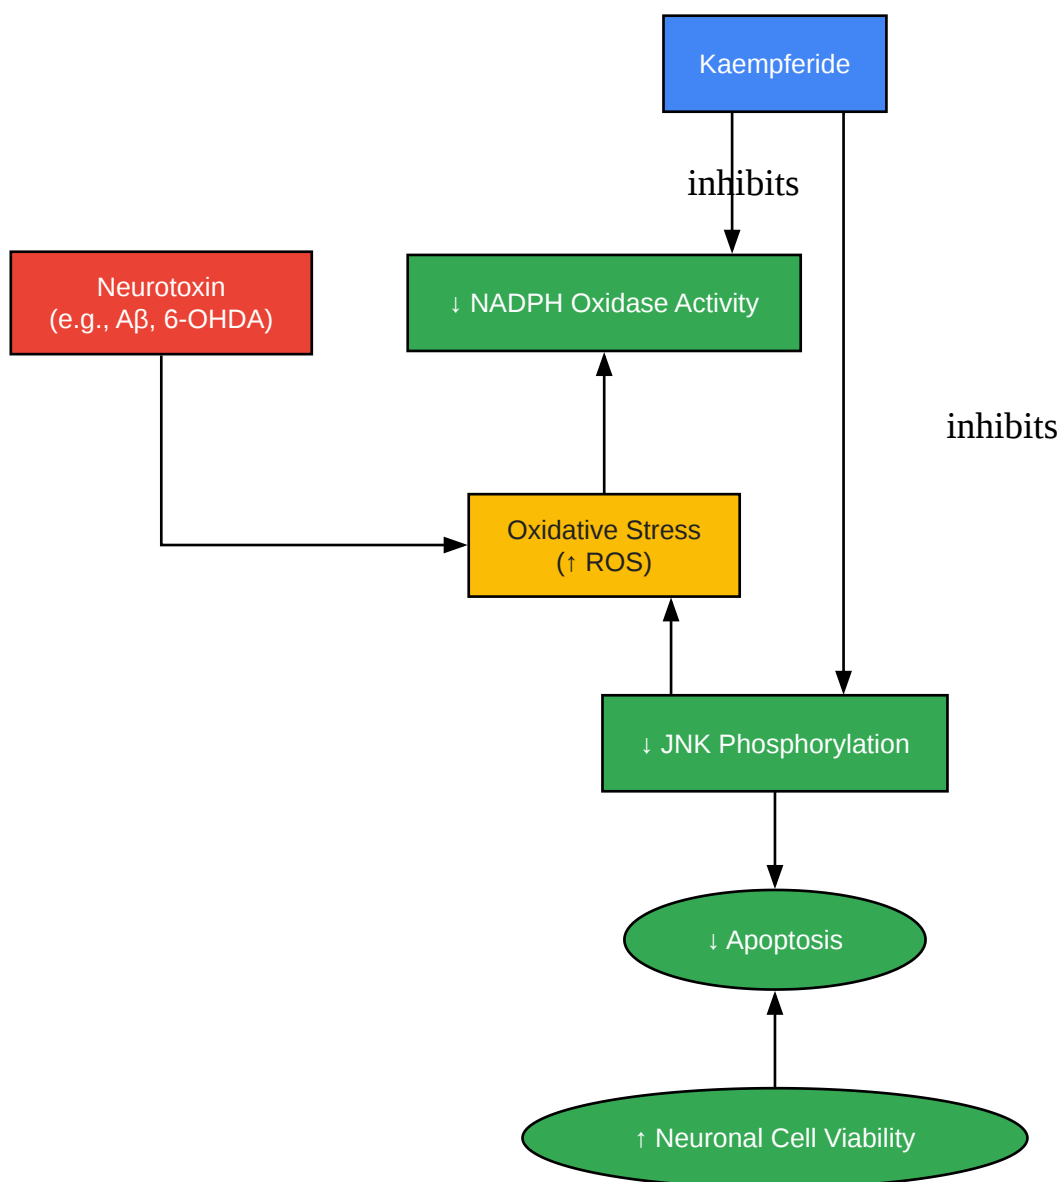 Kaempferide
inhibits
Neurotoxin
(e.g., Aβ, 6-OHDA)
↓ NADPH Oxidase Activity
inhibits
Oxidative Stress
(↑ ROS)
↓ JNK Phosphorylation
↓ Apoptosis
↑ Neuronal Cell Viability